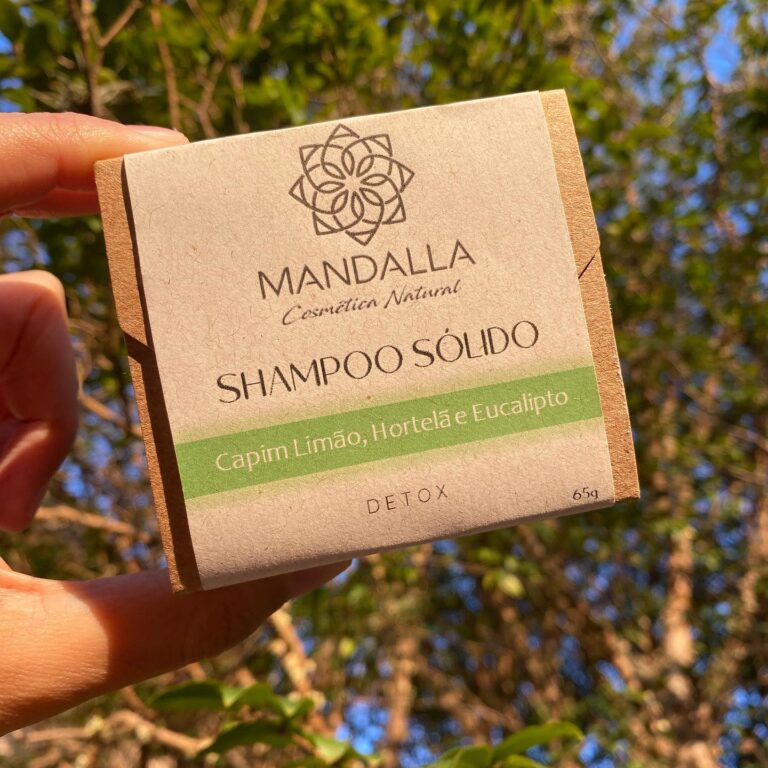 MANDALLA
Cosmética Natural
SHAMPOO SÓLIDO
Capim Limão, Hortelã e Eucalipto
DETOX
65g